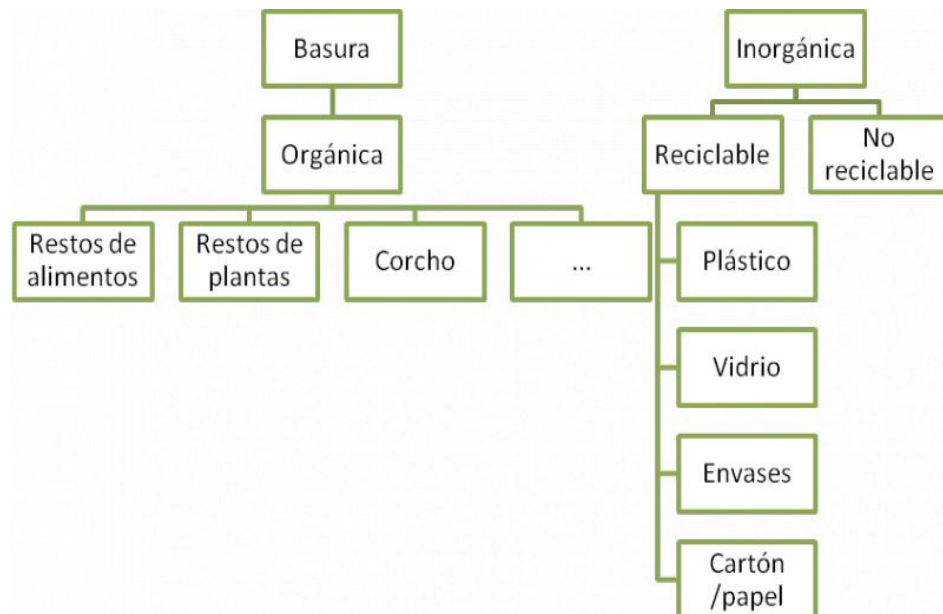 Basura
Inorgánica
Orgánica
Reciclable
No
reciclable
Restos de
alimentos
Restos de
plantas
Corcho
...
Plástico
Vidrio
Envases
Cartón
/papel